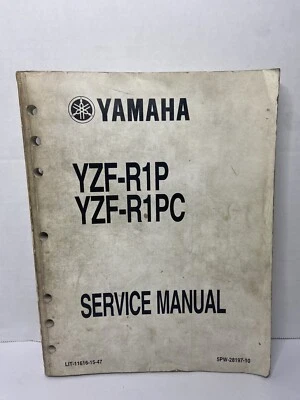 YAMAHA
YZF-R1P
YZF-R1PC
SERVICE MANUAL
LIT-11616-15-47
5PW-28197-10